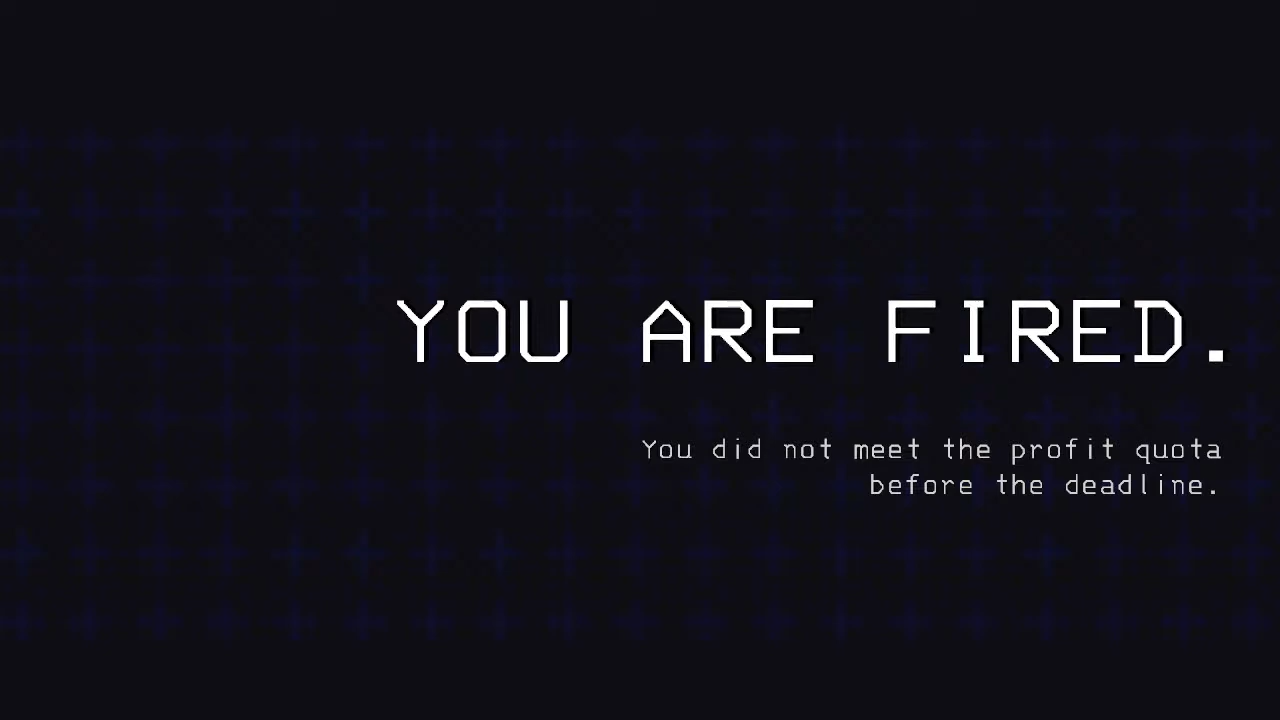 YOU ARE FIRED.
You did not meet the profit quota
before the deadline.